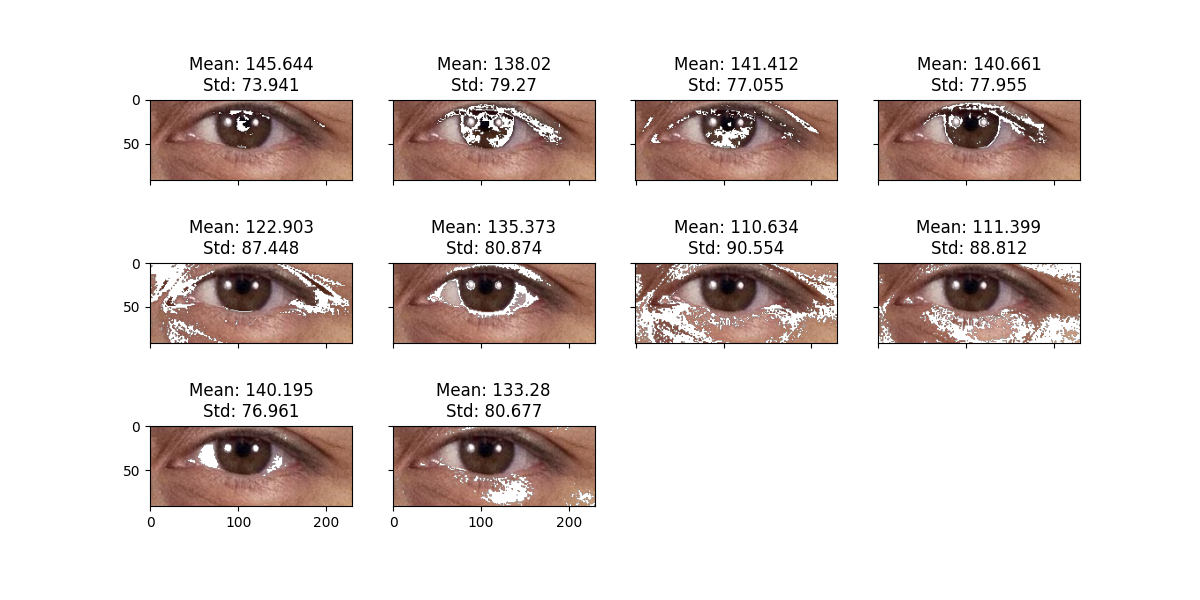 Mean: 145.644
Std: 73.941
Mean: 138.02
Std: 79.27
Mean: 141.412
Std: 77.055
Mean: 140.661
Std: 77.955
0
50
Mean: 122.903
Std: 87.448
Mean: 135.373
Std: 80.874
Mean: 110.634
Std: 90.554
Mean: 111.399
Std: 88.812
0
50
Mean: 140.195
Std: 76.961
Mean: 133.28
Std: 80.677
0
50
0 100 200 0 100 200